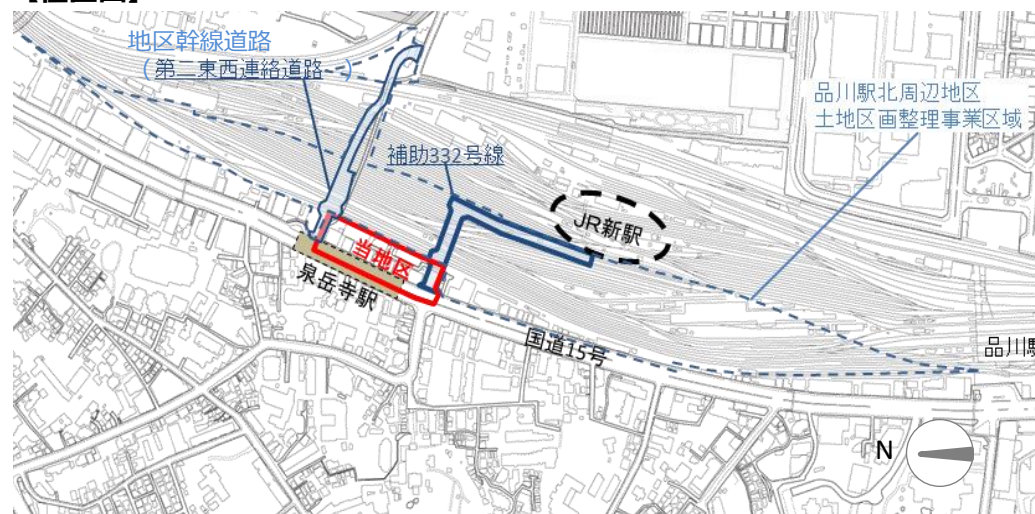 地区幹線道路
（第二東西連絡道路）
品川駅北周辺地区
土地区画整理事業区域
補助332号線
JR新駅
当地区
泉岳寺駅
国道15号
品川駅
N